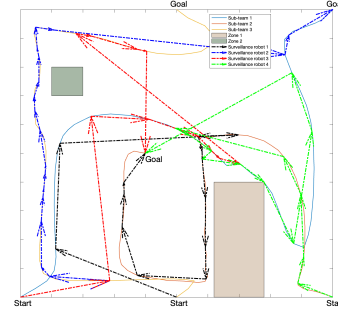 Goal
Goal
Sub-team 1
Sub-team 2
Sub-team 3
Zone 1
Zone 2
Surveillance robot 1
Surveillance robot 2
Surveillance robot 3
Surveillance robot 4
Goal
Start
Start
Start